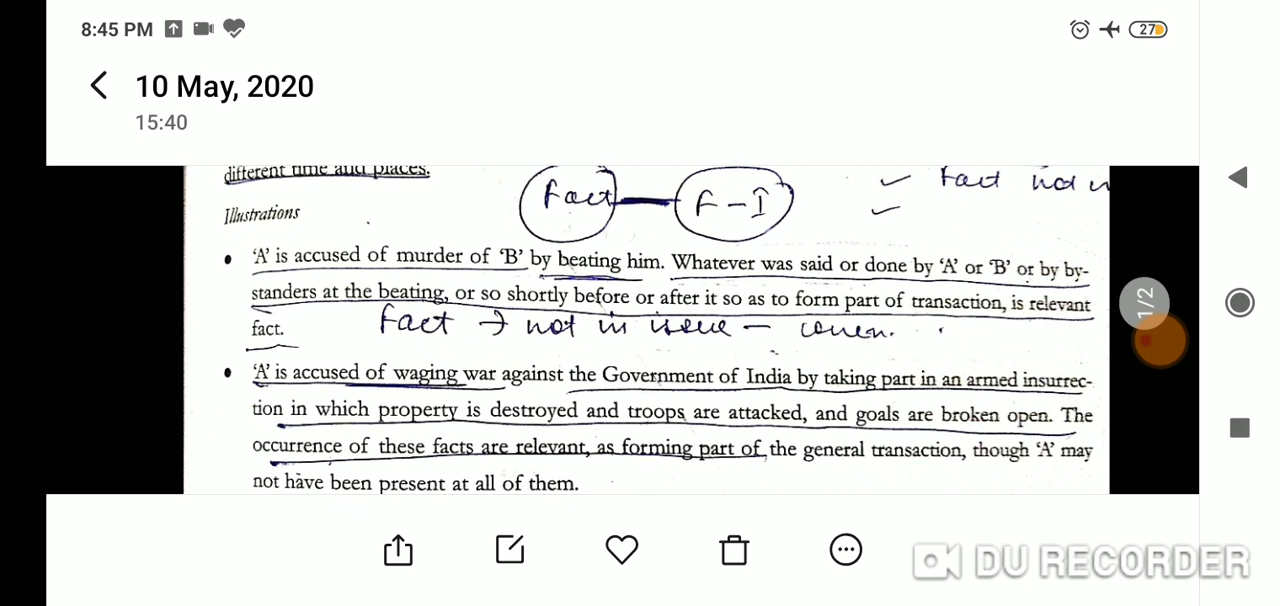 8:45 PM
27
10 May, 2020
15:40
different time and places.
Fact — F-I
Fact not
Illustrations
• 'A' is accused of murder of 'B' by beating him. Whatever was said or done by 'A' or 'B' or by by-
standers at the beating, or so shortly before or after it so as to form part of transaction, is relevant
fact.
Fact → not in issue –
1/2
• 'A' is accused of waging war against the Government of India by taking part in an armed insurrec-
tion in which property is destroyed and troops are attacked, and goals are broken open. The
occurrence of these facts are relevant, as forming part of the general transaction, though 'A' may
not have been present at all of them.
DU RECORDER